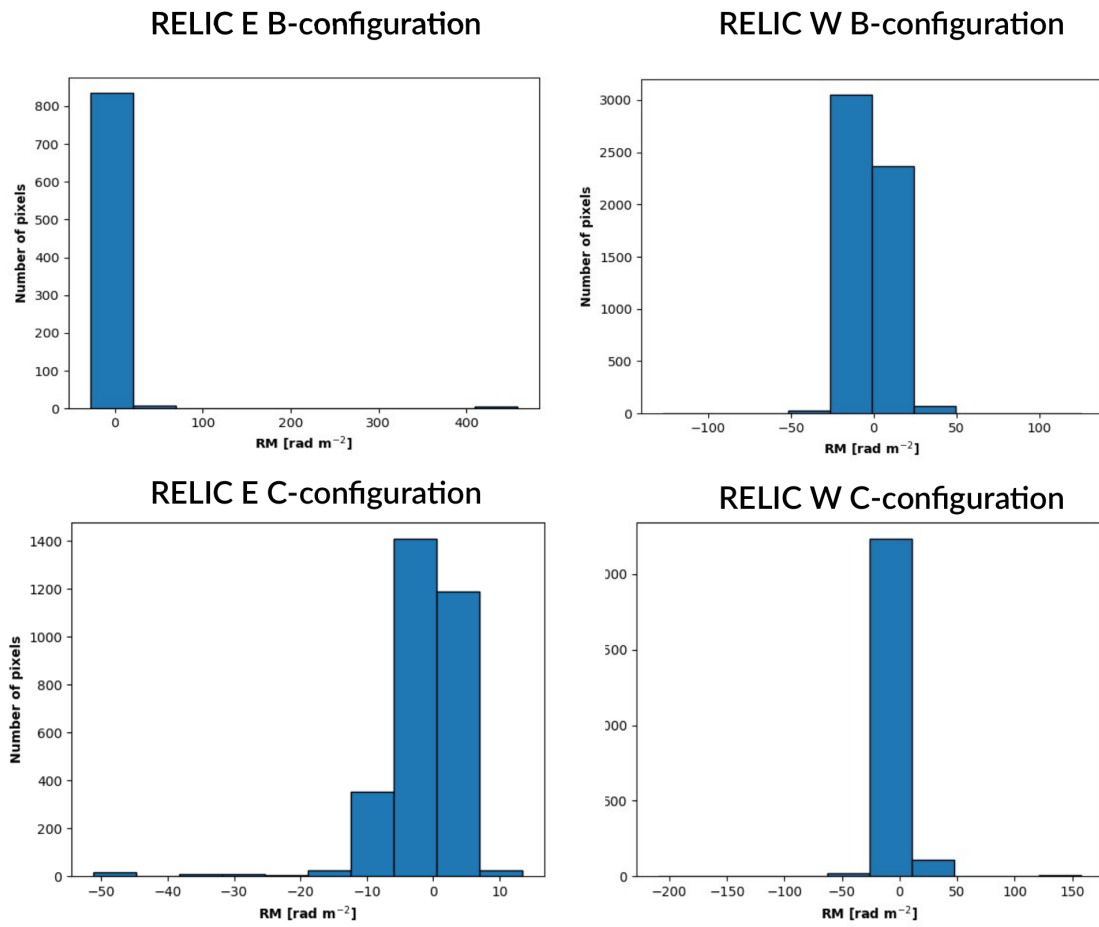 RELIC E B-configuration
RELIC W B-configuration
800
700
600
500
400
300
200
100
0
Number of pixels
0 100 200 300 400
RM [rad m⁻²]
3000
2500
2000
1500
1000
500
0
Number of pixels
−100 −50 0 50 100
RM [rad m⁻²]
RELIC E C-configuration
RELIC W C-configuration
1400
1200
1000
800
600
400
200
0
Number of pixels
−50 −40 −30 −20 −10 0 10
RM [rad m⁻²]
000
500
000
500
0
−200 −150 −100 −50 0 50 100 150
RM [rad m⁻²]